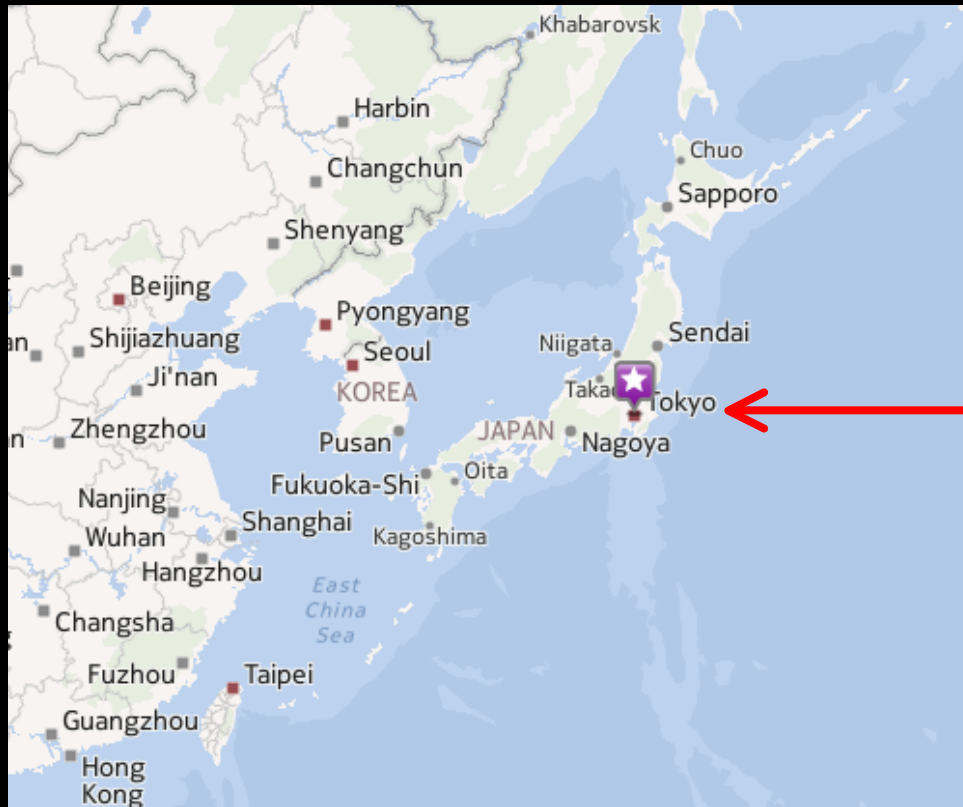 Khabarovsk
Harbin
Chuo
Changchun
Sapporo
Shenyang
Beijing
Pyongyang
Sendai
Shijiazhuang
Niigata
Seoul
Ji'nan
KOREA
Tokyo
Zhengzhou
Pusan
JAPAN
Nagoya
Oita
Fukuoka-Shi
Nanjing
Shanghai
Wuhan
Kagoshima
Hangzhou
East
China
Sea
Changsha
Fuzhou
Taipei
Guangzhou
Hong
Kong